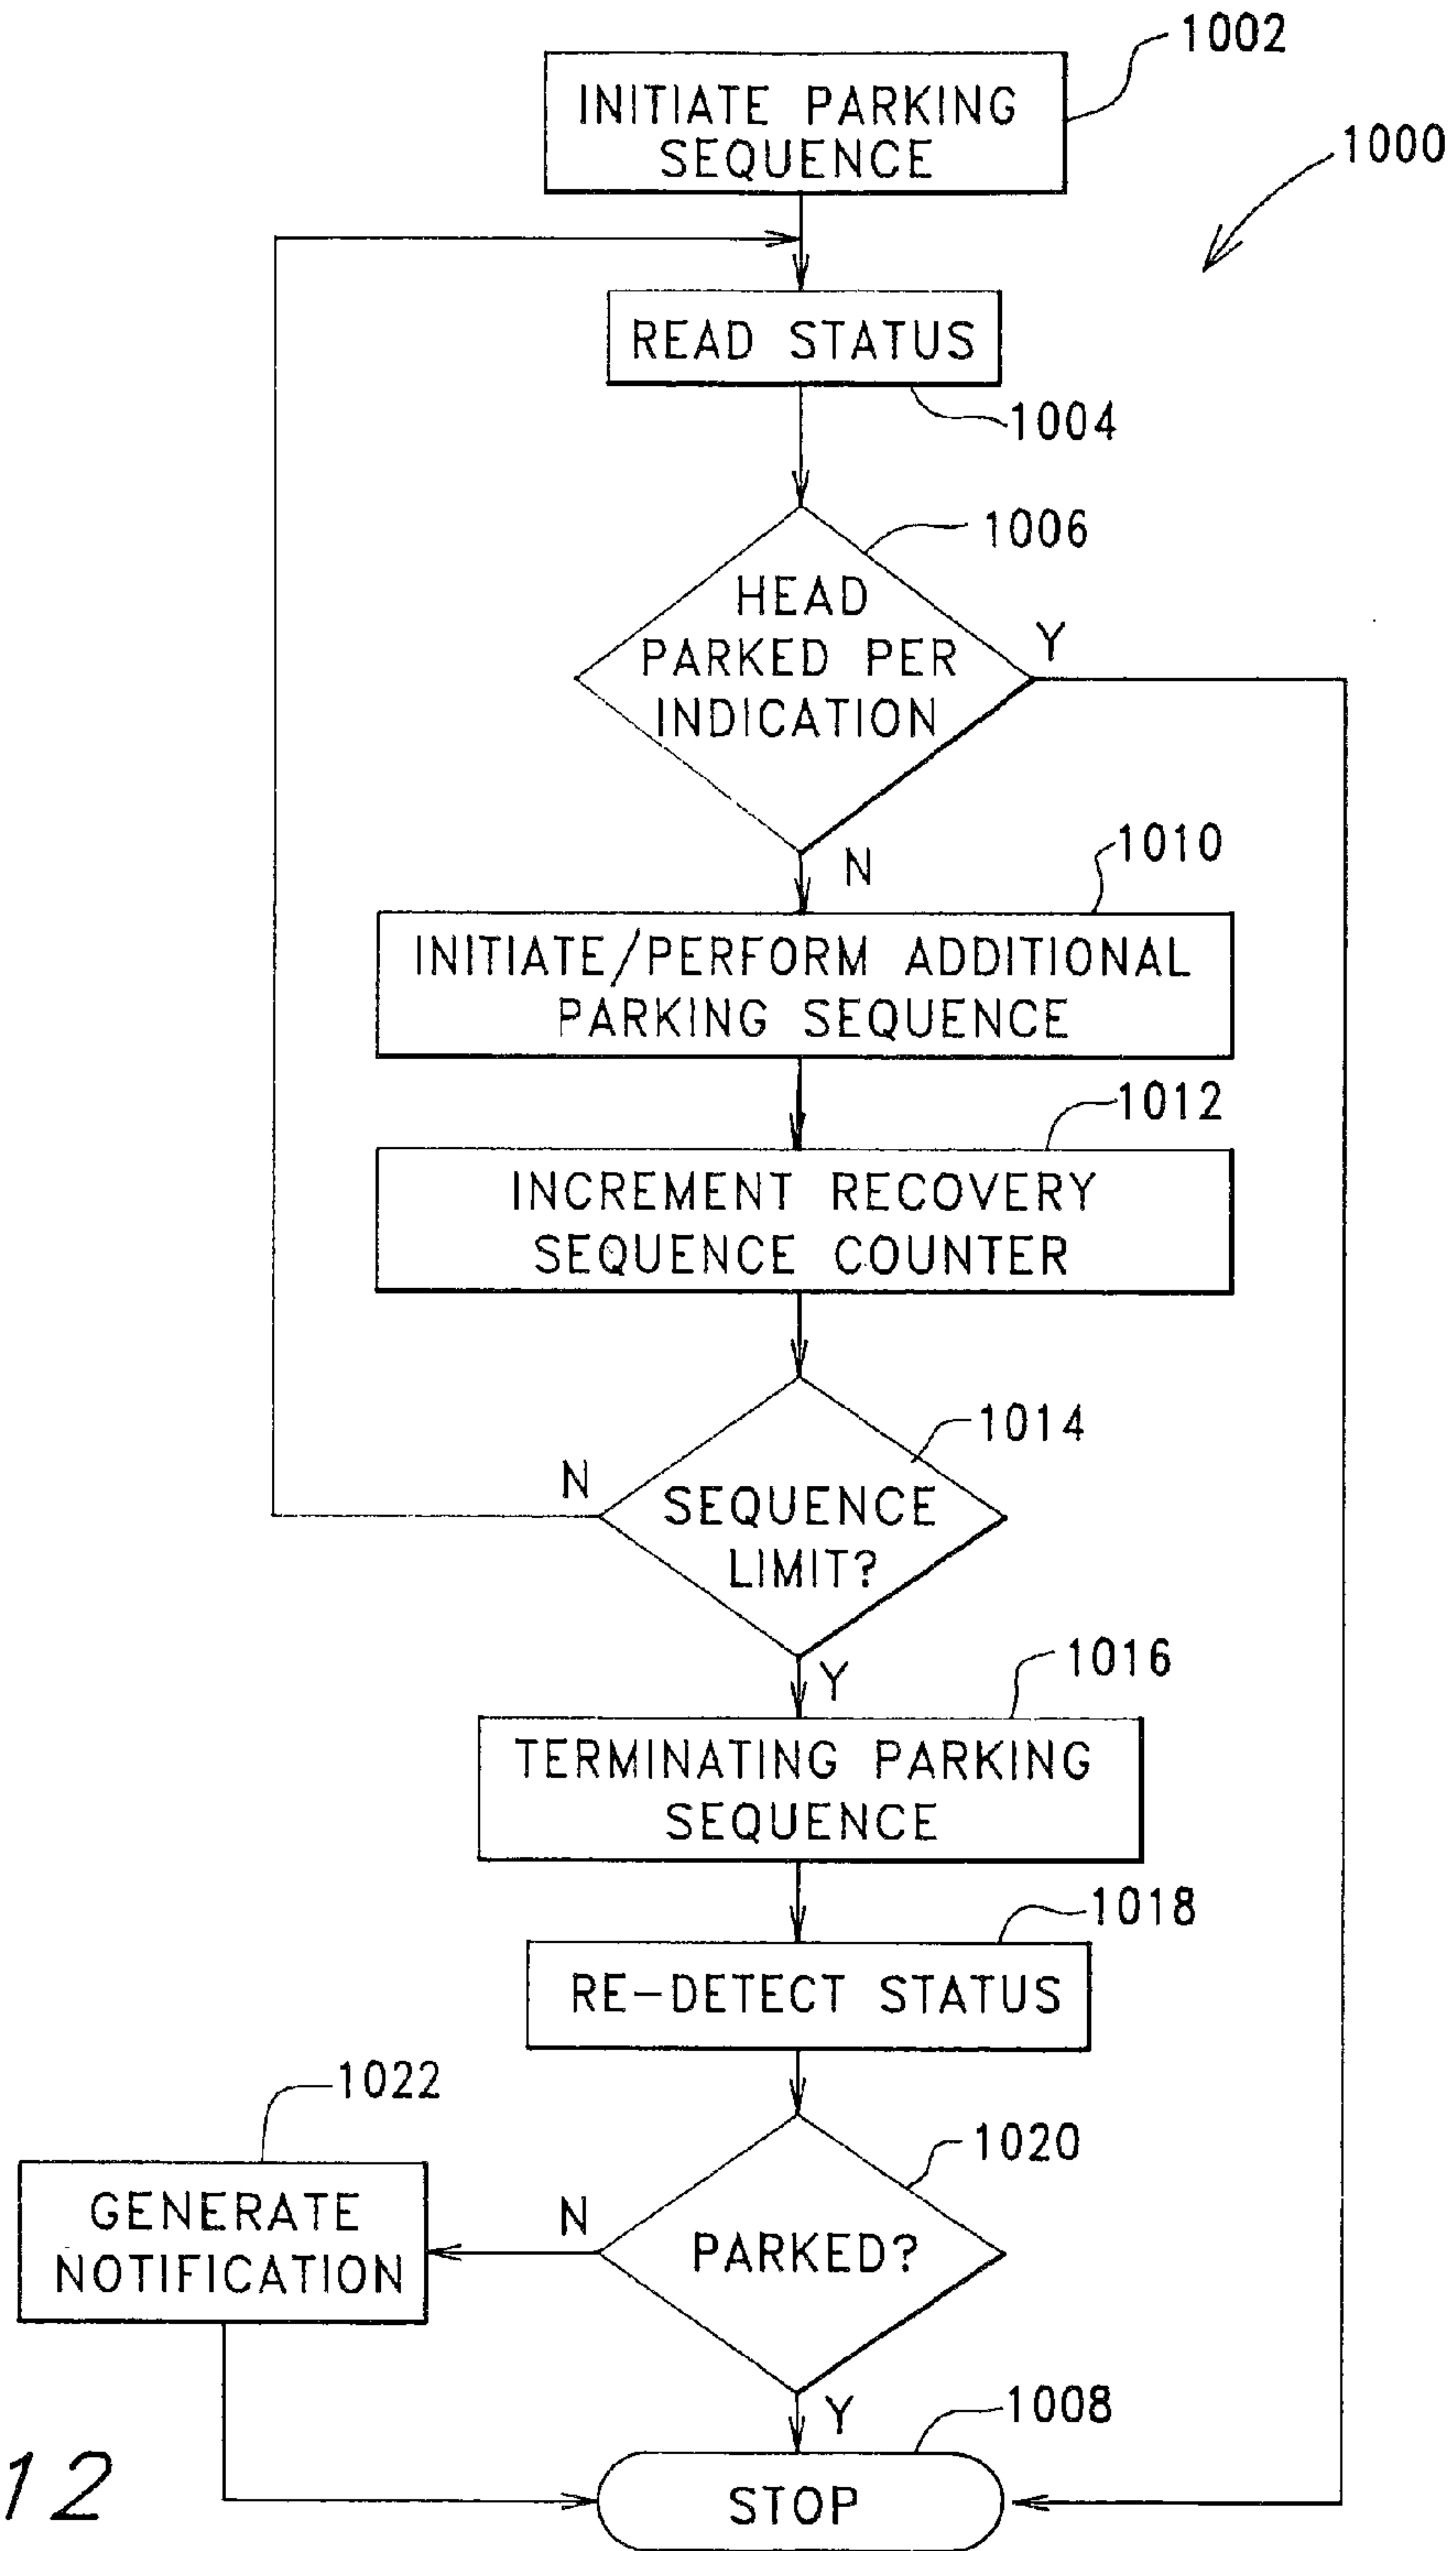 1002
INITIATE PARKING
SEQUENCE
1000
READ STATUS
1004
1006
HEAD
PARKED PER
INDICATION
Y
N
1010
INITIATE/PERFORM ADDITIONAL
PARKING SEQUENCE
1012
INCREMENT RECOVERY
SEQUENCE COUNTER
1014
N
SEQUENCE
LIMIT?
Y
1016
TERMINATING PARKING
SEQUENCE
1018
RE-DETECT STATUS
1022
1020
GENERATE
NOTIFICATION
N
PARKED?
Y
1008
STOP
12